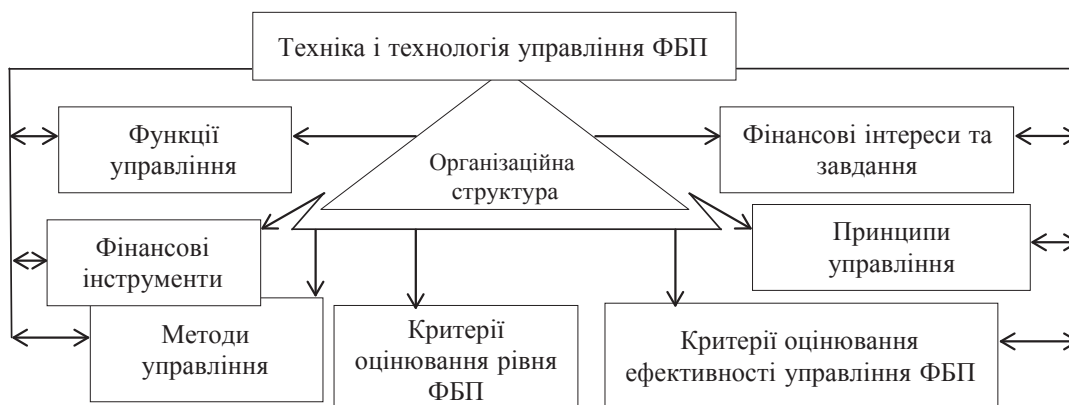 Техніка і технологія управління ФБП
Функції
управління
Організаційна
структура
Фінансові інтереси та
завдання
Фінансові
інструменти
Принципи
управління
Методи
управління
Критерії
оцінювання рівня
ФБП
Критерії оцінювання
ефективності управління ФБП